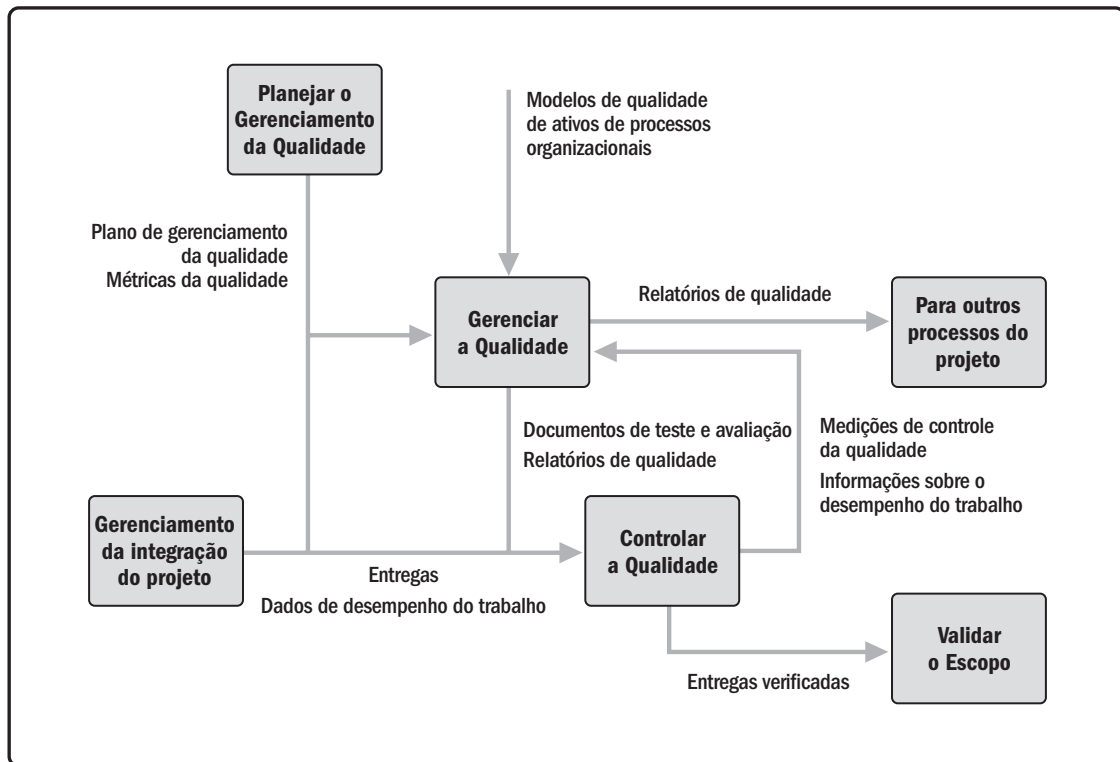 Planejar o
Gerenciamento
da Qualidade
Modelos de qualidade
de ativos de processos
organizacionais
Plano de gerenciamento
da qualidade
Métricas da qualidade
Gerenciar
a Qualidade
Relatórios de qualidade
Para outros
processos do
projeto
Documentos de teste e avaliação
Relatórios de qualidade
Medições de controle
da qualidade
Informações sobre o
desempenho do trabalho
Gerenciamento
da integração
do projeto
Entregas
Dados de desempenho do trabalho
Controlar
a Qualidade
Entregas verificadas
Validar
o Escopo